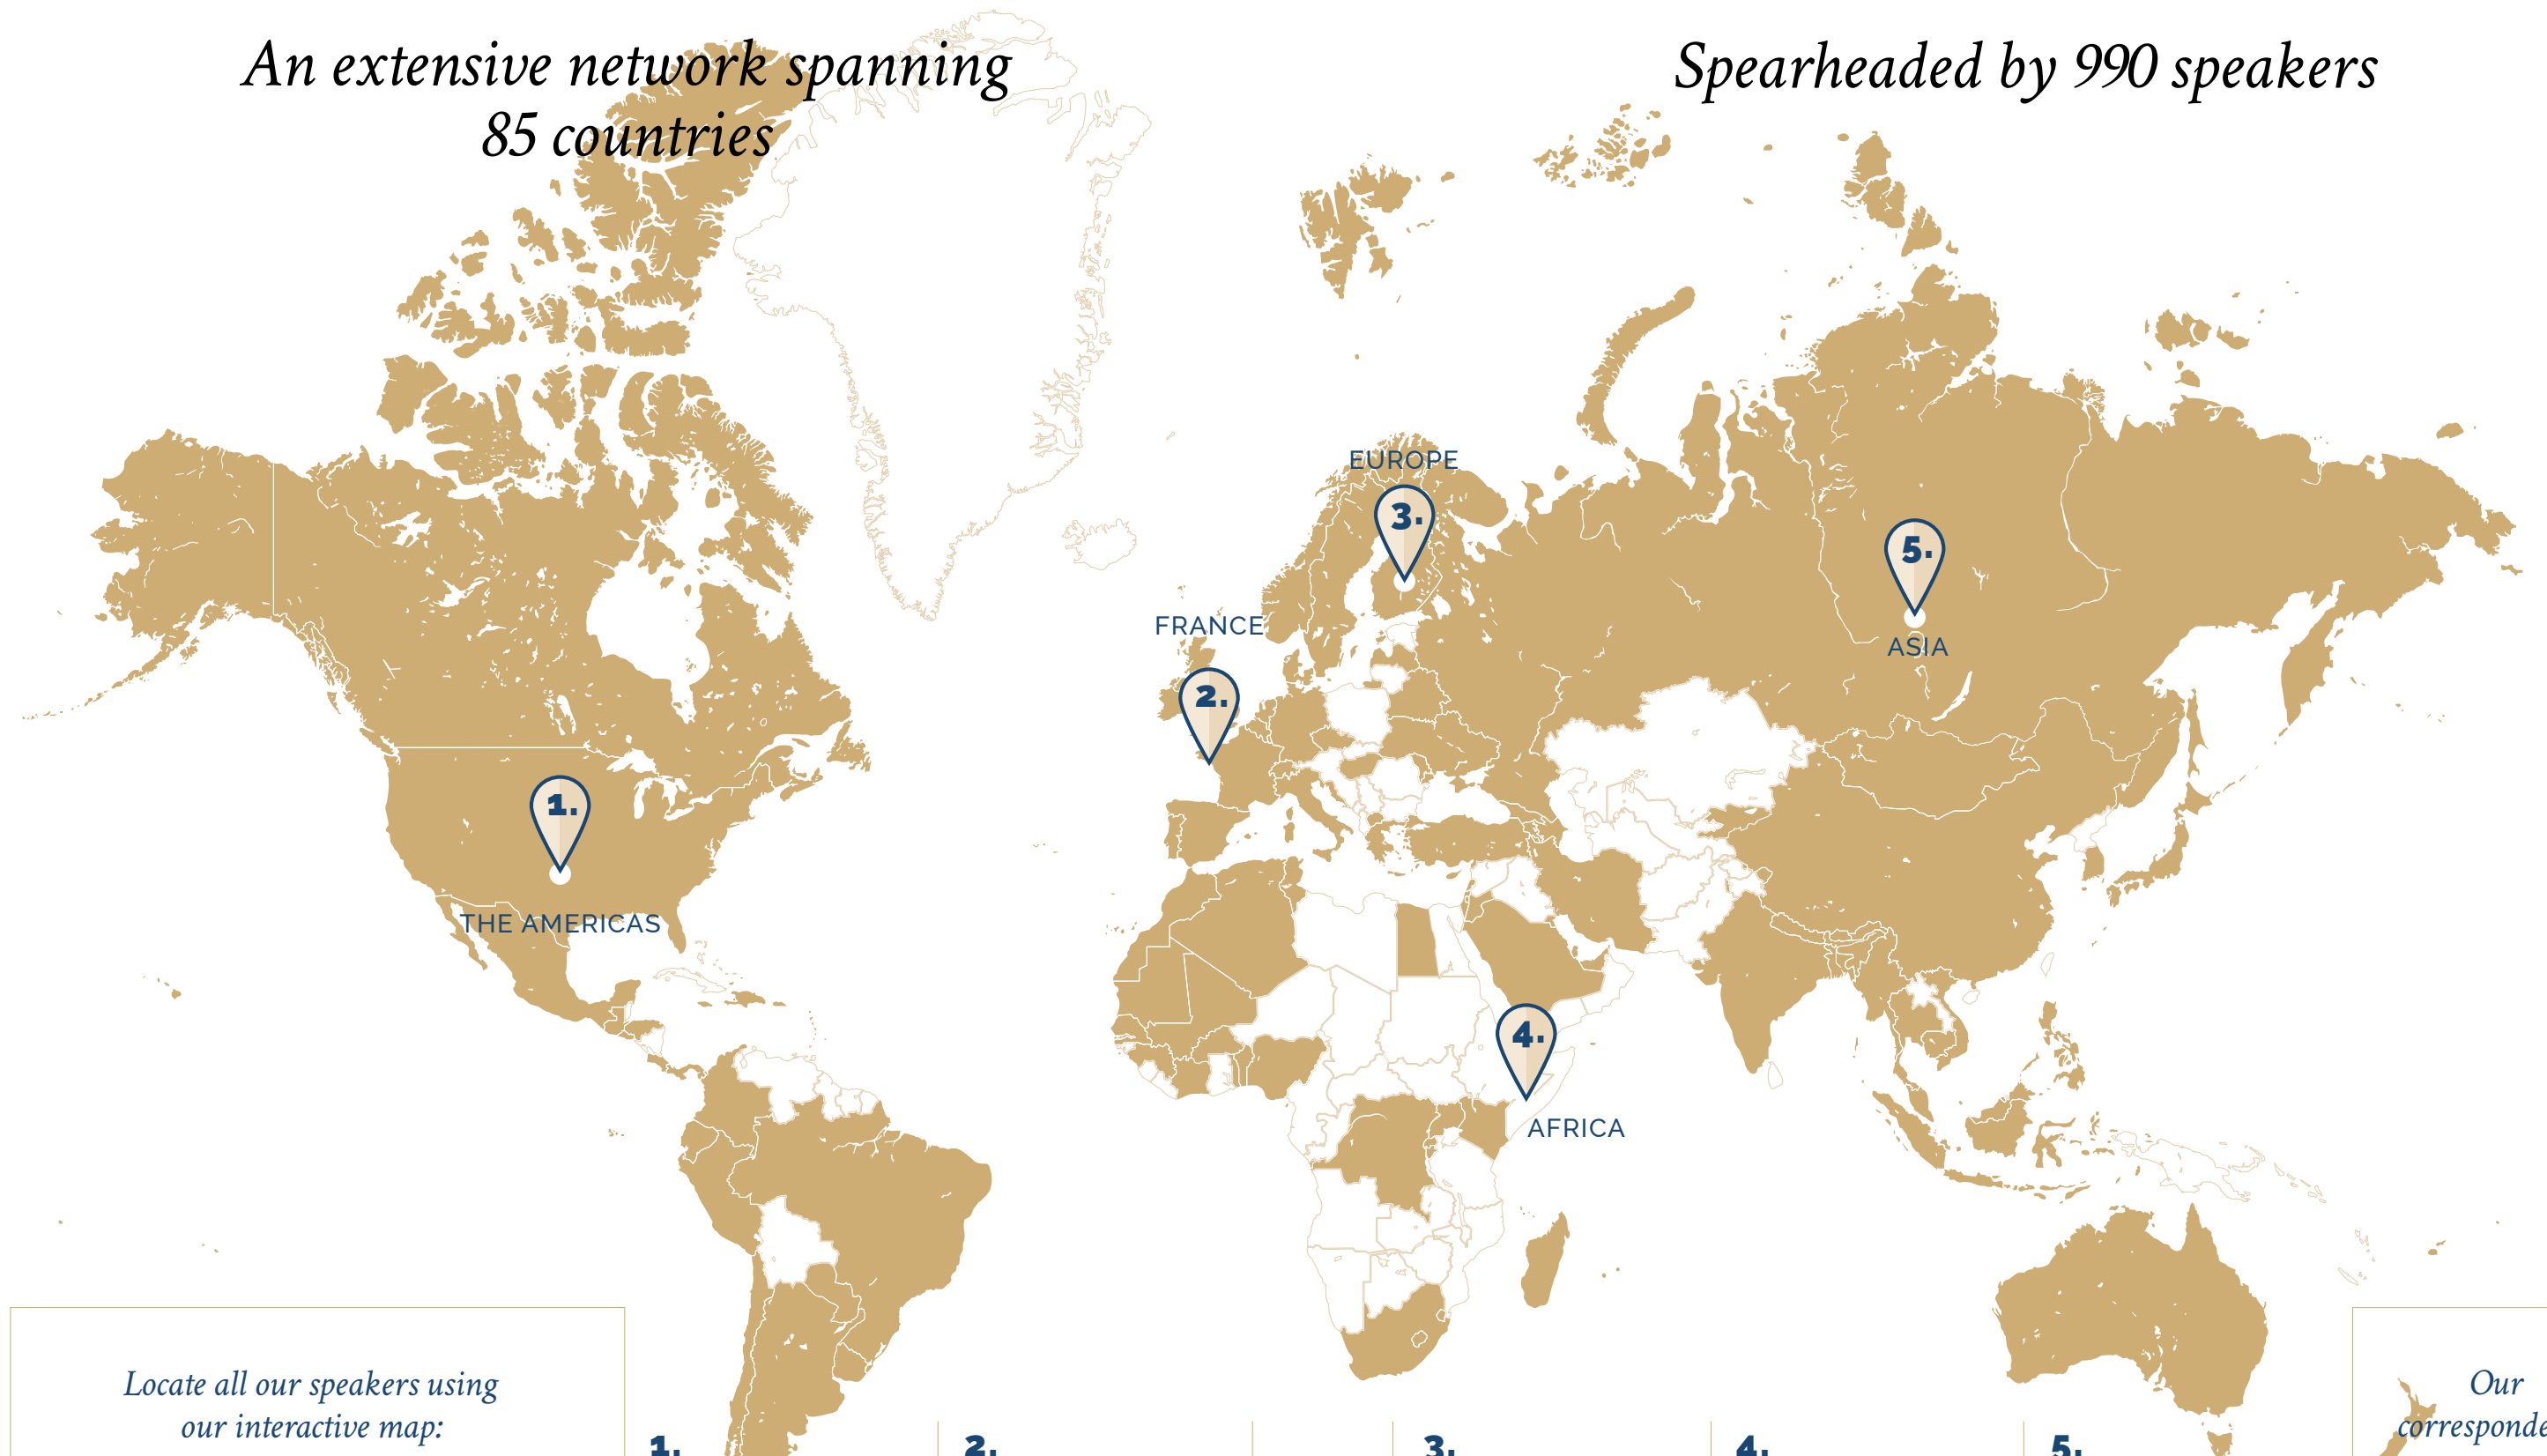 An extensive network spanning
85 countries
Spearheaded by 990 speakers
EUROPE
3.
5.
ASIA
FRANCE
2.
1.
THE AMERICAS
4.
AFRICA
Locate all our speakers using
our interactive map:
1.
2.
3.
4.
5.
Our